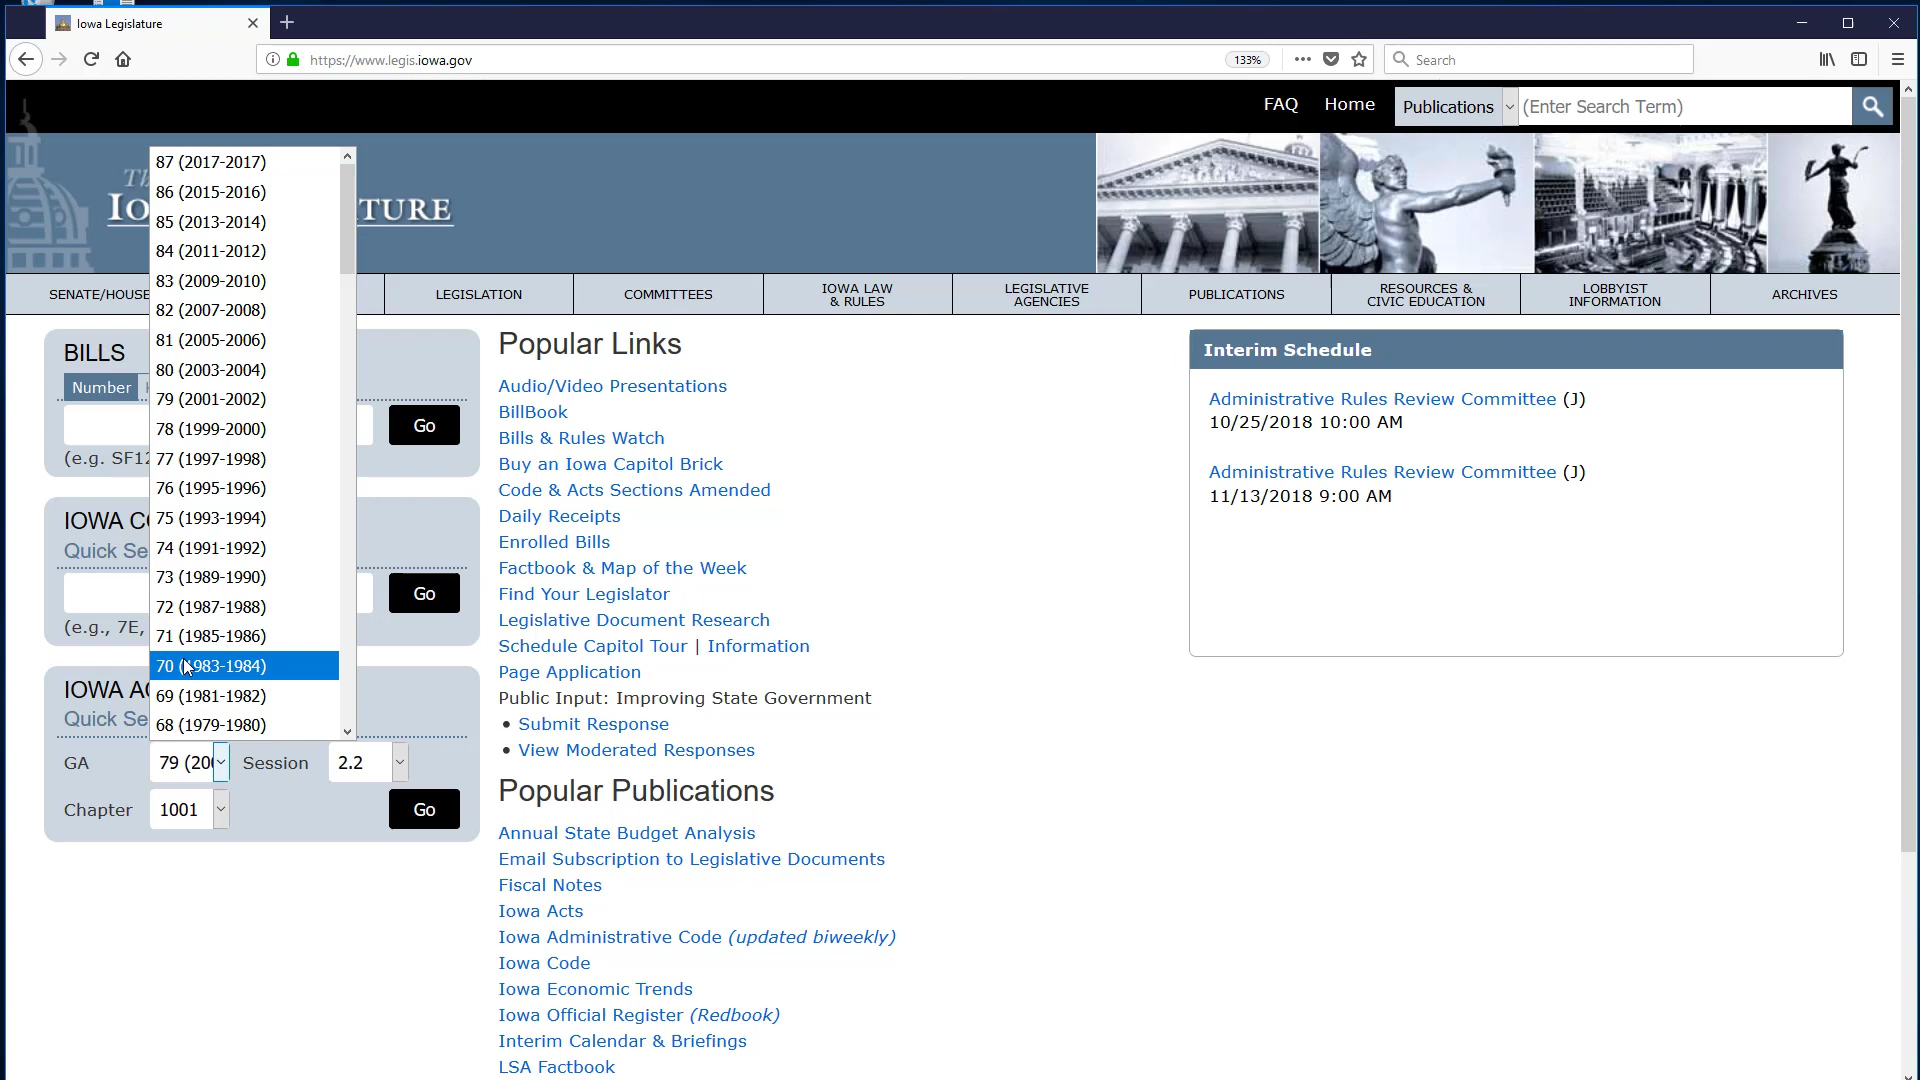 Iowa Legislature
https://www.legis.iowa.gov
133%
Search
FAQ
Home
Publications
(Enter Search Term)
TURE
SENATE/HOUSE
LEGISLATION
COMMITTEES
IOWA LAW
& RULES
LEGISLATIVE
AGENCIES
PUBLICATIONS
RESOURCES &
CIVIC EDUCATION
LOBBYIST
INFORMATION
ARCHIVES
87 (2017-2017)
86 (2015-2016)
85 (2013-2014)
84 (2011-2012)
83 (2009-2010)
82 (2007-2008)
81 (2005-2006)
80 (2003-2004)
79 (2001-2002)
78 (1999-2000)
77 (1997-1998)
76 (1995-1996)
75 (1993-1994)
74 (1991-1992)
73 (1989-1990)
72 (1987-1988)
71 (1985-1986)
70 (1983-1984)
69 (1981-1982)
68 (1979-1980)
BILLS
Number
Go
(e.g. SF12
IOWA CO
Quick Se
Go
(e.g., 7E,
IOWA AC
Quick Se
GA
79 (200
Session
2.2
Chapter
1001
Go
Popular Links
Audio/Video Presentations
BillBook
Bills & Rules Watch
Buy an Iowa Capitol Brick
Code & Acts Sections Amended
Daily Receipts
Enrolled Bills
Factbook & Map of the Week
Find Your Legislator
Legislative Document Research
Schedule Capitol Tour | Information
Page Application
Public Input: Improving State Government
• Submit Response
• View Moderated Responses
Popular Publications
Annual State Budget Analysis
Email Subscription to Legislative Documents
Fiscal Notes
Iowa Acts
Iowa Administrative Code (updated biweekly)
Iowa Code
Iowa Economic Trends
Iowa Official Register (Redbook)
Interim Calendar & Briefings
LSA Factbook
Interim Schedule
Administrative Rules Review Committee (J)
10/25/2018 10:00 AM
Administrative Rules Review Committee (J)
11/13/2018 9:00 AM